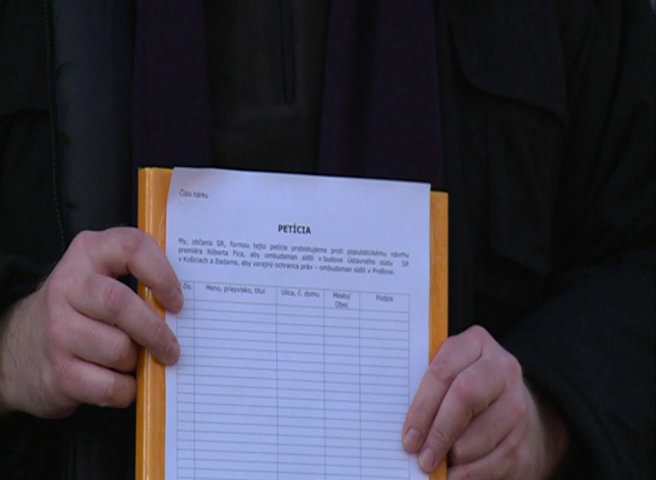 Číslo hárku
PETÍCIA
My, občania SR, formou tejto petície protestujeme proti populistickému návrhu
premiéra Róberta Fica, aby ombudsman sídlil v budove Ústavného súdu SR
v Košiciach a žiadame, aby verejný ochranca práv – ombudsman sídlil v Prešove.
čís. Meno, priezvisko, titul Ulica, č. domu Mesto/ Podpis
Obec